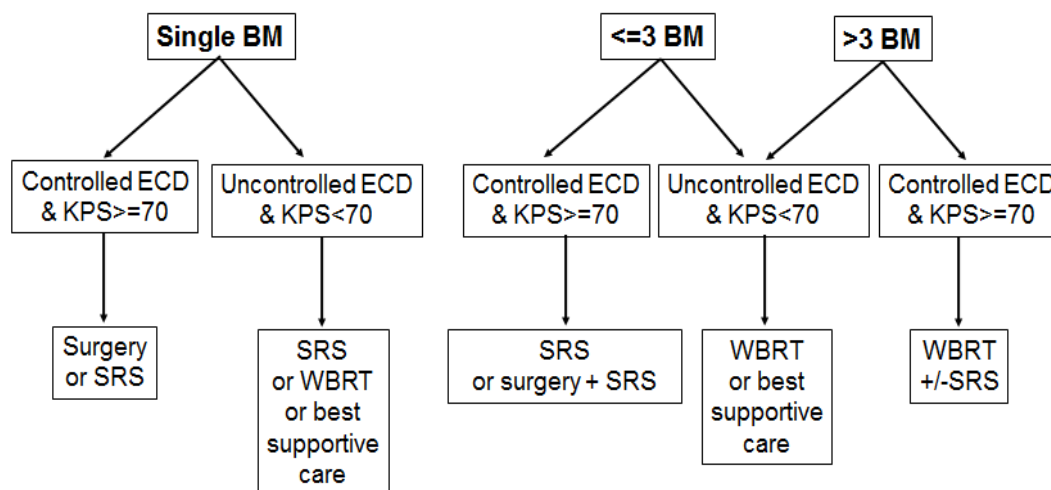 Single BM
<=3 BM
>3 BM
Controlled ECD
& KPS>=70
Uncontrolled ECD
& KPS<70
Controlled ECD
& KPS>=70
Uncontrolled ECD
& KPS<70
Controlled ECD
& KPS>=70
Surgery
or SRS
SRS
or WBRT
or best
supportive
care
SRS
or surgery + SRS
WBRT
or best
supportive
care
WBRT
+/-SRS